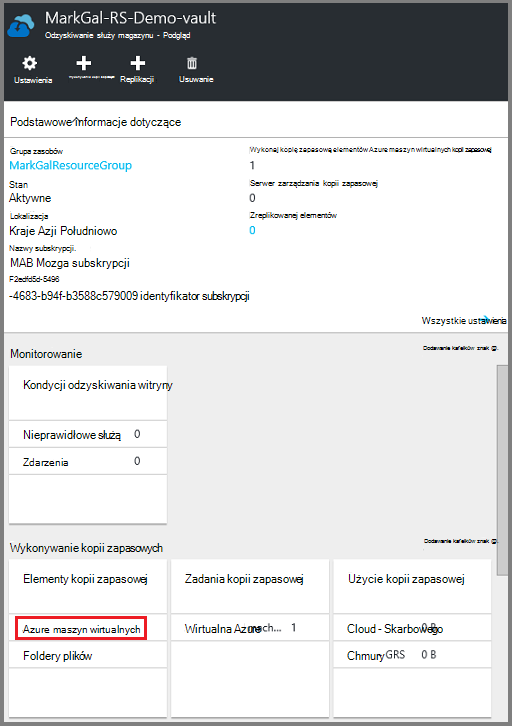 MarkGal-RS-Demo-vault
Odzyskiwanie służy magazynu - Podgląd
Ustawienia
Replikacji
Usuwanie
Podstawowe informacje dotyczące
Grupa zasobów
MarkGalResourceGroup
Wykonaj kopię zapasową elementów Azure maszyn wirtualnych kopii zapasowej
1
Stan
Aktywne
Serwer zarządzania kopii zapasowej
0
Lokalizacja
Kraje Azji Południowo
Zreplikowanej elementów
0
Nazwy subskrypcji.
MAB Mozga subskrypcji
F2edfd5d-5496
-4683-b94f-b3588c579009 identyfikator subskrypcji
Wszystkie ustawienia
Monitorowanie
Dodawanie kafelków znak @.
Kondycji odzyskiwania witryny
Nieprawidłowe służą 0
Zdarzenia 0
Wykonywanie kopii zapasowych
Dodawanie kafelków znak @.
Elementy kopii zapasowej
Azure maszyn wirtualnych
Foldery plików
Zadania kopii zapasowej
Wirtualna Azure mach... 1
Użycie kopii zapasowej
Cloud - Skarbowego 0 B
Chmury - GRS 0 B